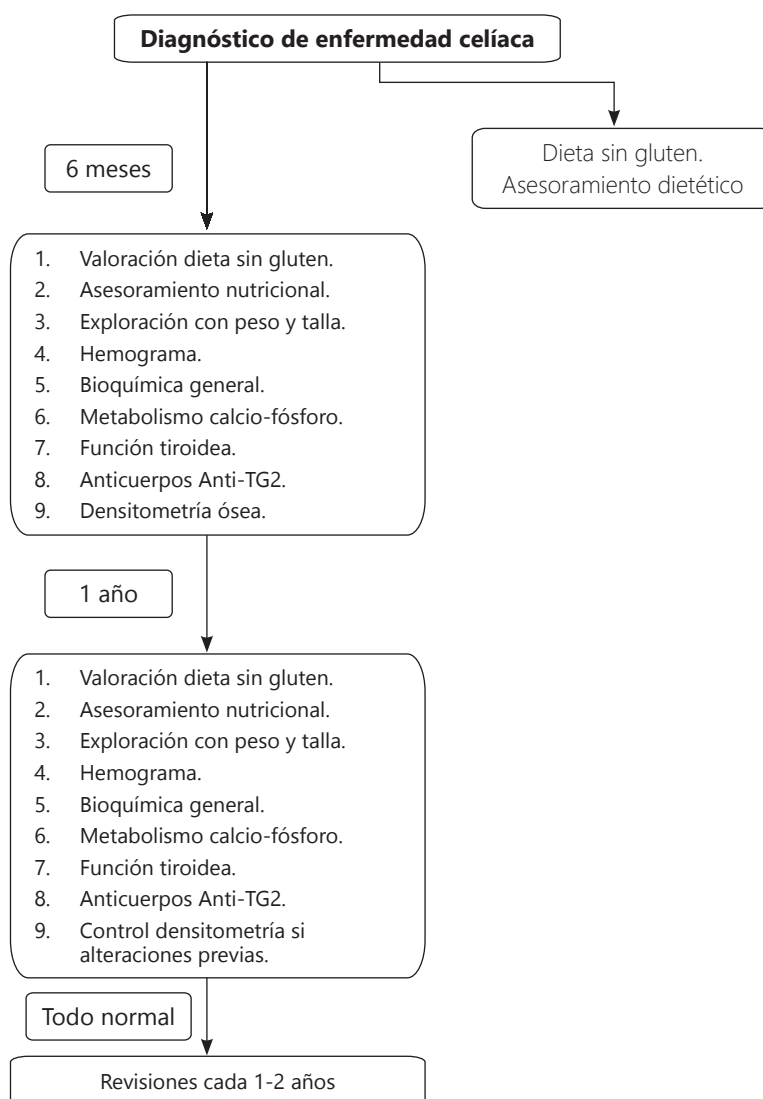 Diagnóstico de enfermedad celíaca
Dieta sin gluten.
Asesoramiento dietético
6 meses
1. Valoración dieta sin gluten.
2. Asesoramiento nutricional.
3. Exploración con peso y talla.
4. Hemograma.
5. Bioquímica general.
6. Metabolismo calcio-fósforo.
7. Función tiroidea.
8. Anticuerpos Anti-TG2.
9. Densitometría ósea.
1 año
1. Valoración dieta sin gluten.
2. Asesoramiento nutricional.
3. Exploración con peso y talla.
4. Hemograma.
5. Bioquímica general.
6. Metabolismo calcio-fósforo.
7. Función tiroidea.
8. Anticuerpos Anti-TG2.
9. Control densitometría si
alteraciones previas.
Todo normal
Revisiones cada 1-2 años